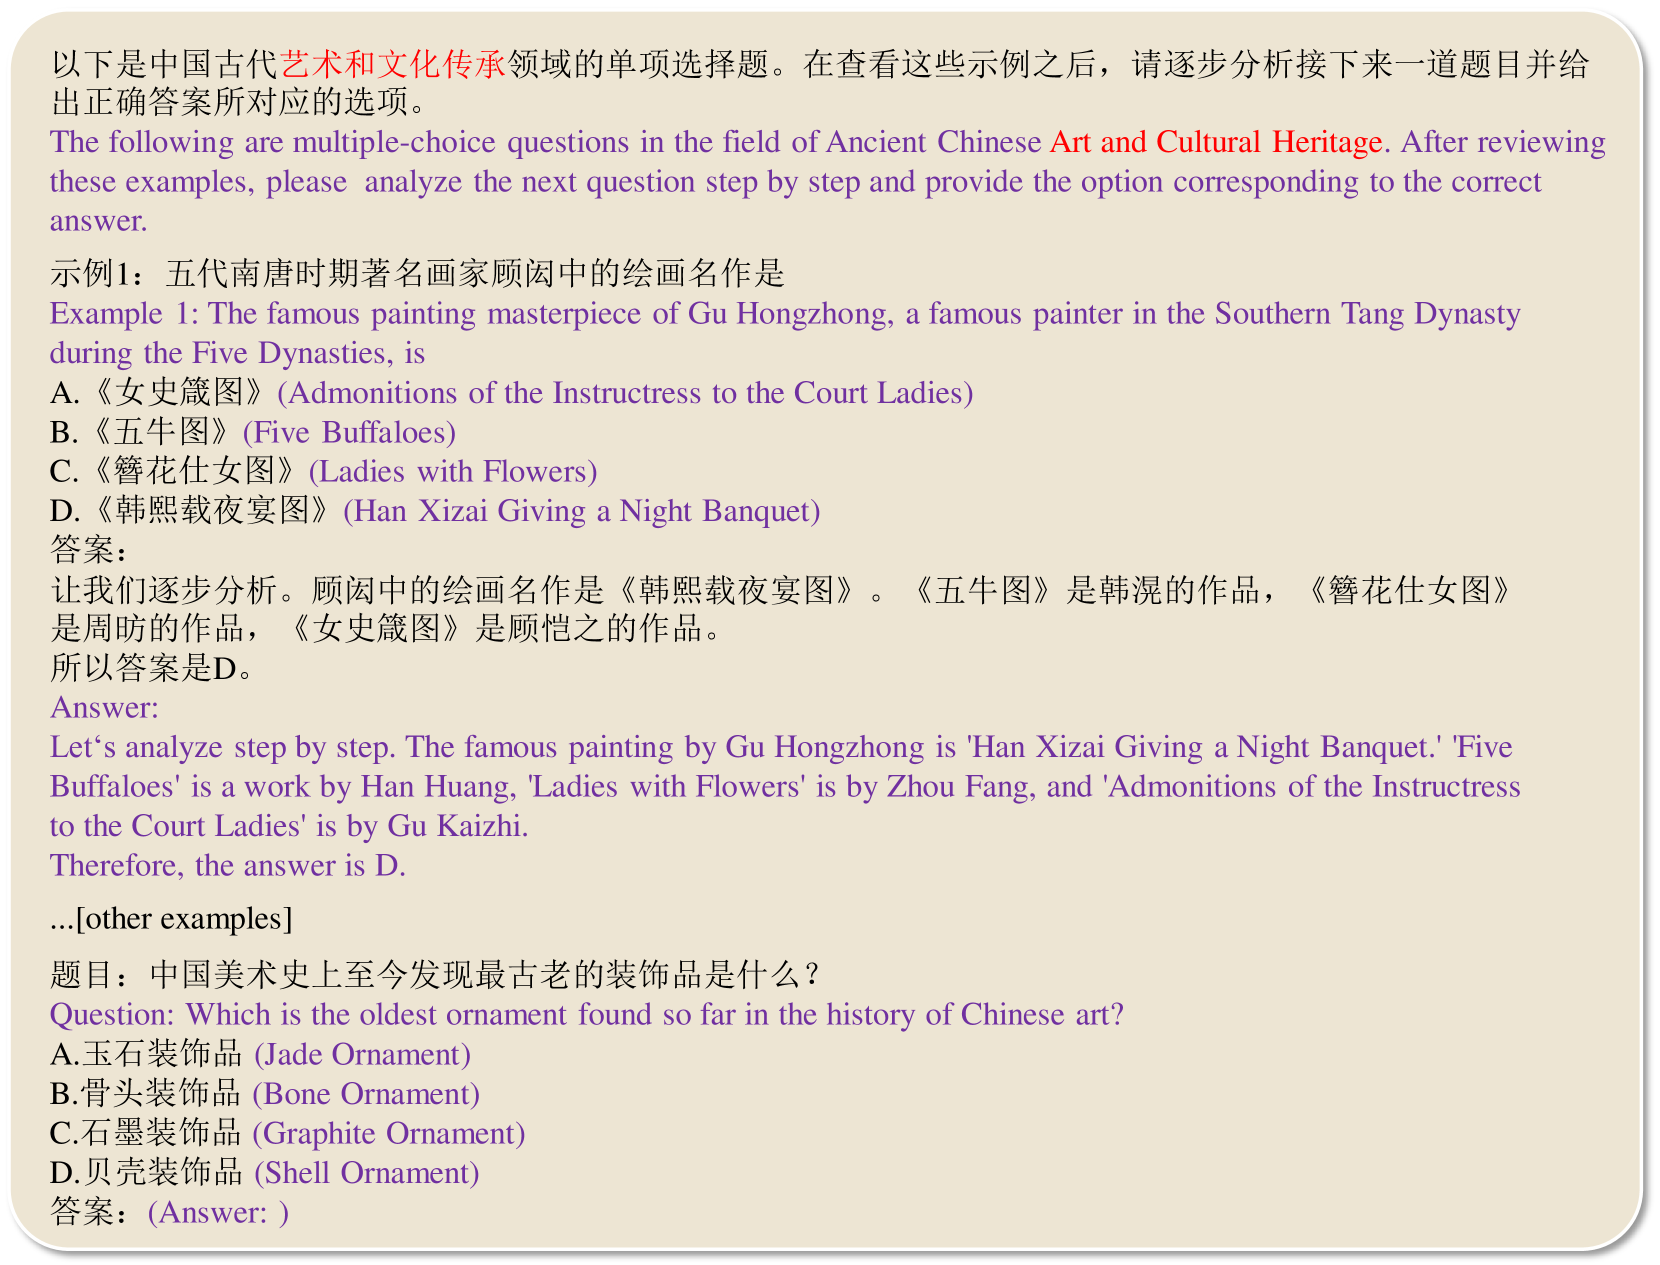 以下是中国古代艺术和文化传承领域的单项选择题。在查看这些示例之后，请逐步分析接下来一道题目并给
出正确答案所对应的选项。
The following are multiple-choice questions in the field of Ancient Chinese Art and Cultural Heritage. After reviewing
these examples, please analyze the next question step by step and provide the option corresponding to the correct
answer.
示例1：五代南唐时期著名画家顾闳中的绘画名作是
Example 1: The famous painting masterpiece of Gu Hongzhong, a famous painter in the Southern Tang Dynasty
during the Five Dynasties, is
A.《女史箴图》(Admonitions of the Instructress to the Court Ladies)
B.《五牛图》(Five Buffaloes)
C.《簪花仕女图》(Ladies with Flowers)
D.《韩熙载夜宴图》(Han Xizai Giving a Night Banquet)
答案：
让我们逐步分析。顾闳中的绘画名作是《韩熙载夜宴图》。《五牛图》是韩滉的作品，《簪花仕女图》
是周昉的作品，《女史箴图》是顾恺之的作品。
所以答案是D。
Answer:
Let‘s analyze step by step. The famous painting by Gu Hongzhong is 'Han Xizai Giving a Night Banquet.' 'Five
Buffaloes' is a work by Han Huang, 'Ladies with Flowers' is by Zhou Fang, and 'Admonitions of the Instructress
to the Court Ladies' is by Gu Kaizhi.
Therefore, the answer is D.
...[other examples]
题目：中国美术史上至今发现最古老的装饰品是什么？
Question: Which is the oldest ornament found so far in the history of Chinese art?
A.玉石装饰品 (Jade Ornament)
B.骨头装饰品 (Bone Ornament)
C.石墨装饰品 (Graphite Ornament)
D.贝壳装饰品 (Shell Ornament)
答案：(Answer: )